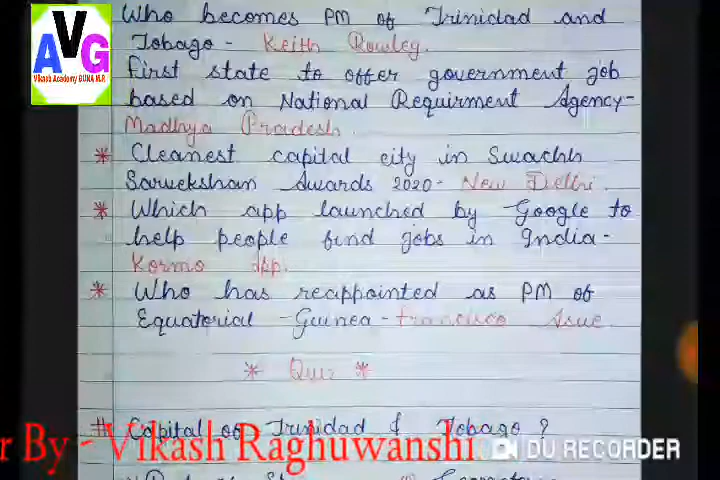 AVG
Vikash Academy GUNA M.P.
Who becomes PM of Trinidad and
Tobago - Keith Rowley.
First state to offer government job
based on National Requirment Agency-
Madhya Pradesh.
* Cleanest capital city in Swachh
Sarvekshan Awards 2020 - New Delhi.
* Which app launched by Google to
help people find jobs in India -
Kormo App.
* Who has reappointed as PM of
Equatorial - Guinea - Francisco Asue
* Quiz *
# Capital of Trinidad & Tobago ?
r By - Vikash Raghuwanshi.
DU RECORDER